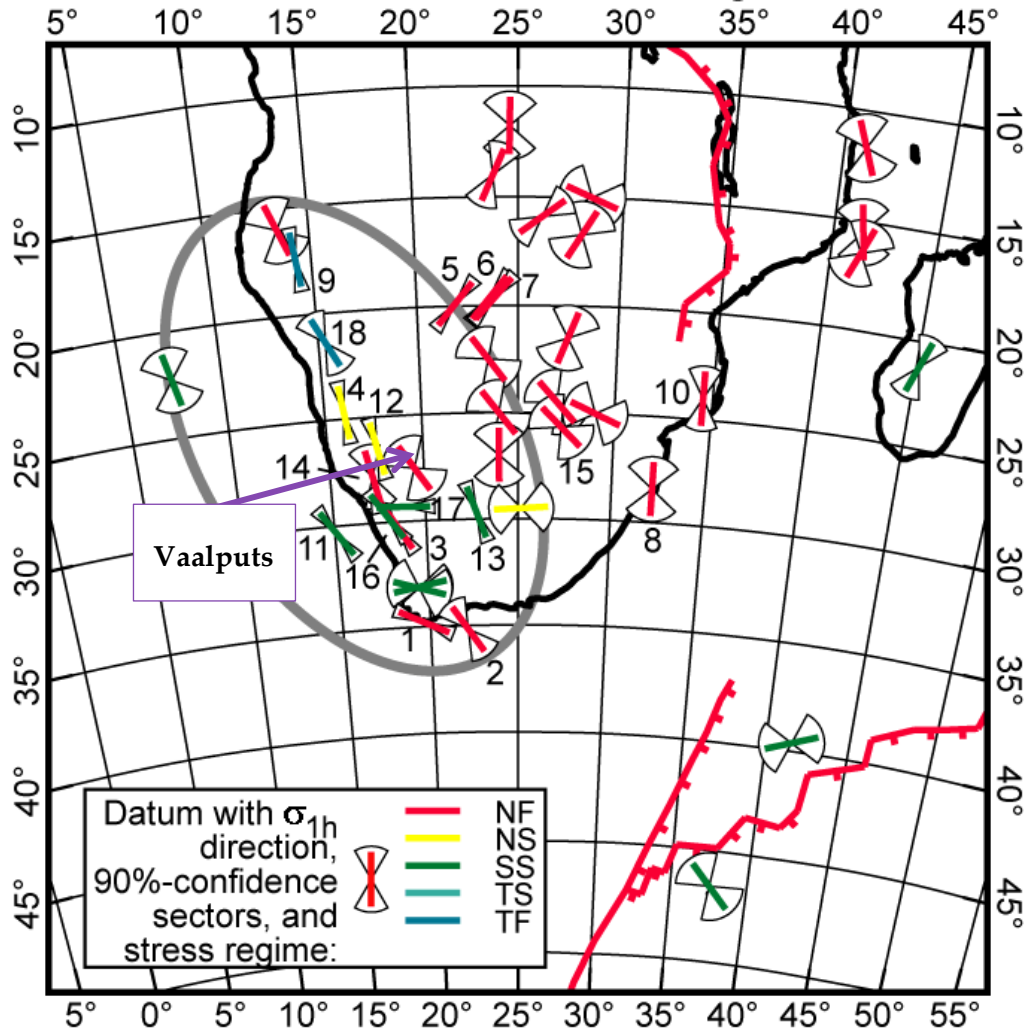 5° 10° 15° 20° 25° 30° 35° 40° 45°
10° 10°
15° 15°
20° 20°
25° 25°
30° 30°
35° 35°
40° 40°
45° 45°
9
5 6 7
18
4 12
10
14
15
17
11
16 3 13
8
1
2
Vaalputs
Datum with σ1h
direction,
90%-confidence
sectors, and
stress regime:
NF
NS
SS
TS
TF
5° 0° 5° 10° 15° 20° 25° 30° 35° 40° 45° 50° 55°